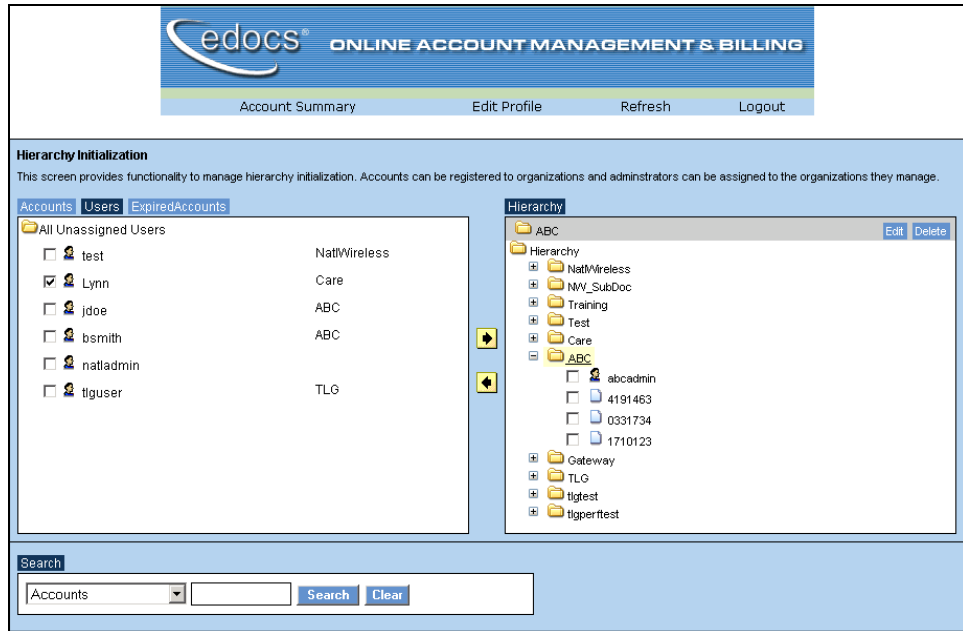 edocs® ONLINE ACCOUNT MANAGEMENT & BILLING
Account Summary Edit Profile Refresh Logout
Hierarchy Initialization
This screen provides functionality to manage hierarchy initialization. Accounts can be registered to organizations and adminstrators can be assigned to the organizations they manage.
Accounts Users ExpiredAccounts
All Unassigned Users
test NatlWireless
Lynn Care
jdoe ABC
bsmith ABC
natladmin
tlguser TLG
Hierarchy
ABC Edit Delete
Hierarchy
NatlWireless
NW_SubDoc
Training
Test
Care
ABC
abcadmin
4191463
0331734
1710123
Gateway
TLG
tlgtest
tlgperftest
Search
Accounts Search Clear